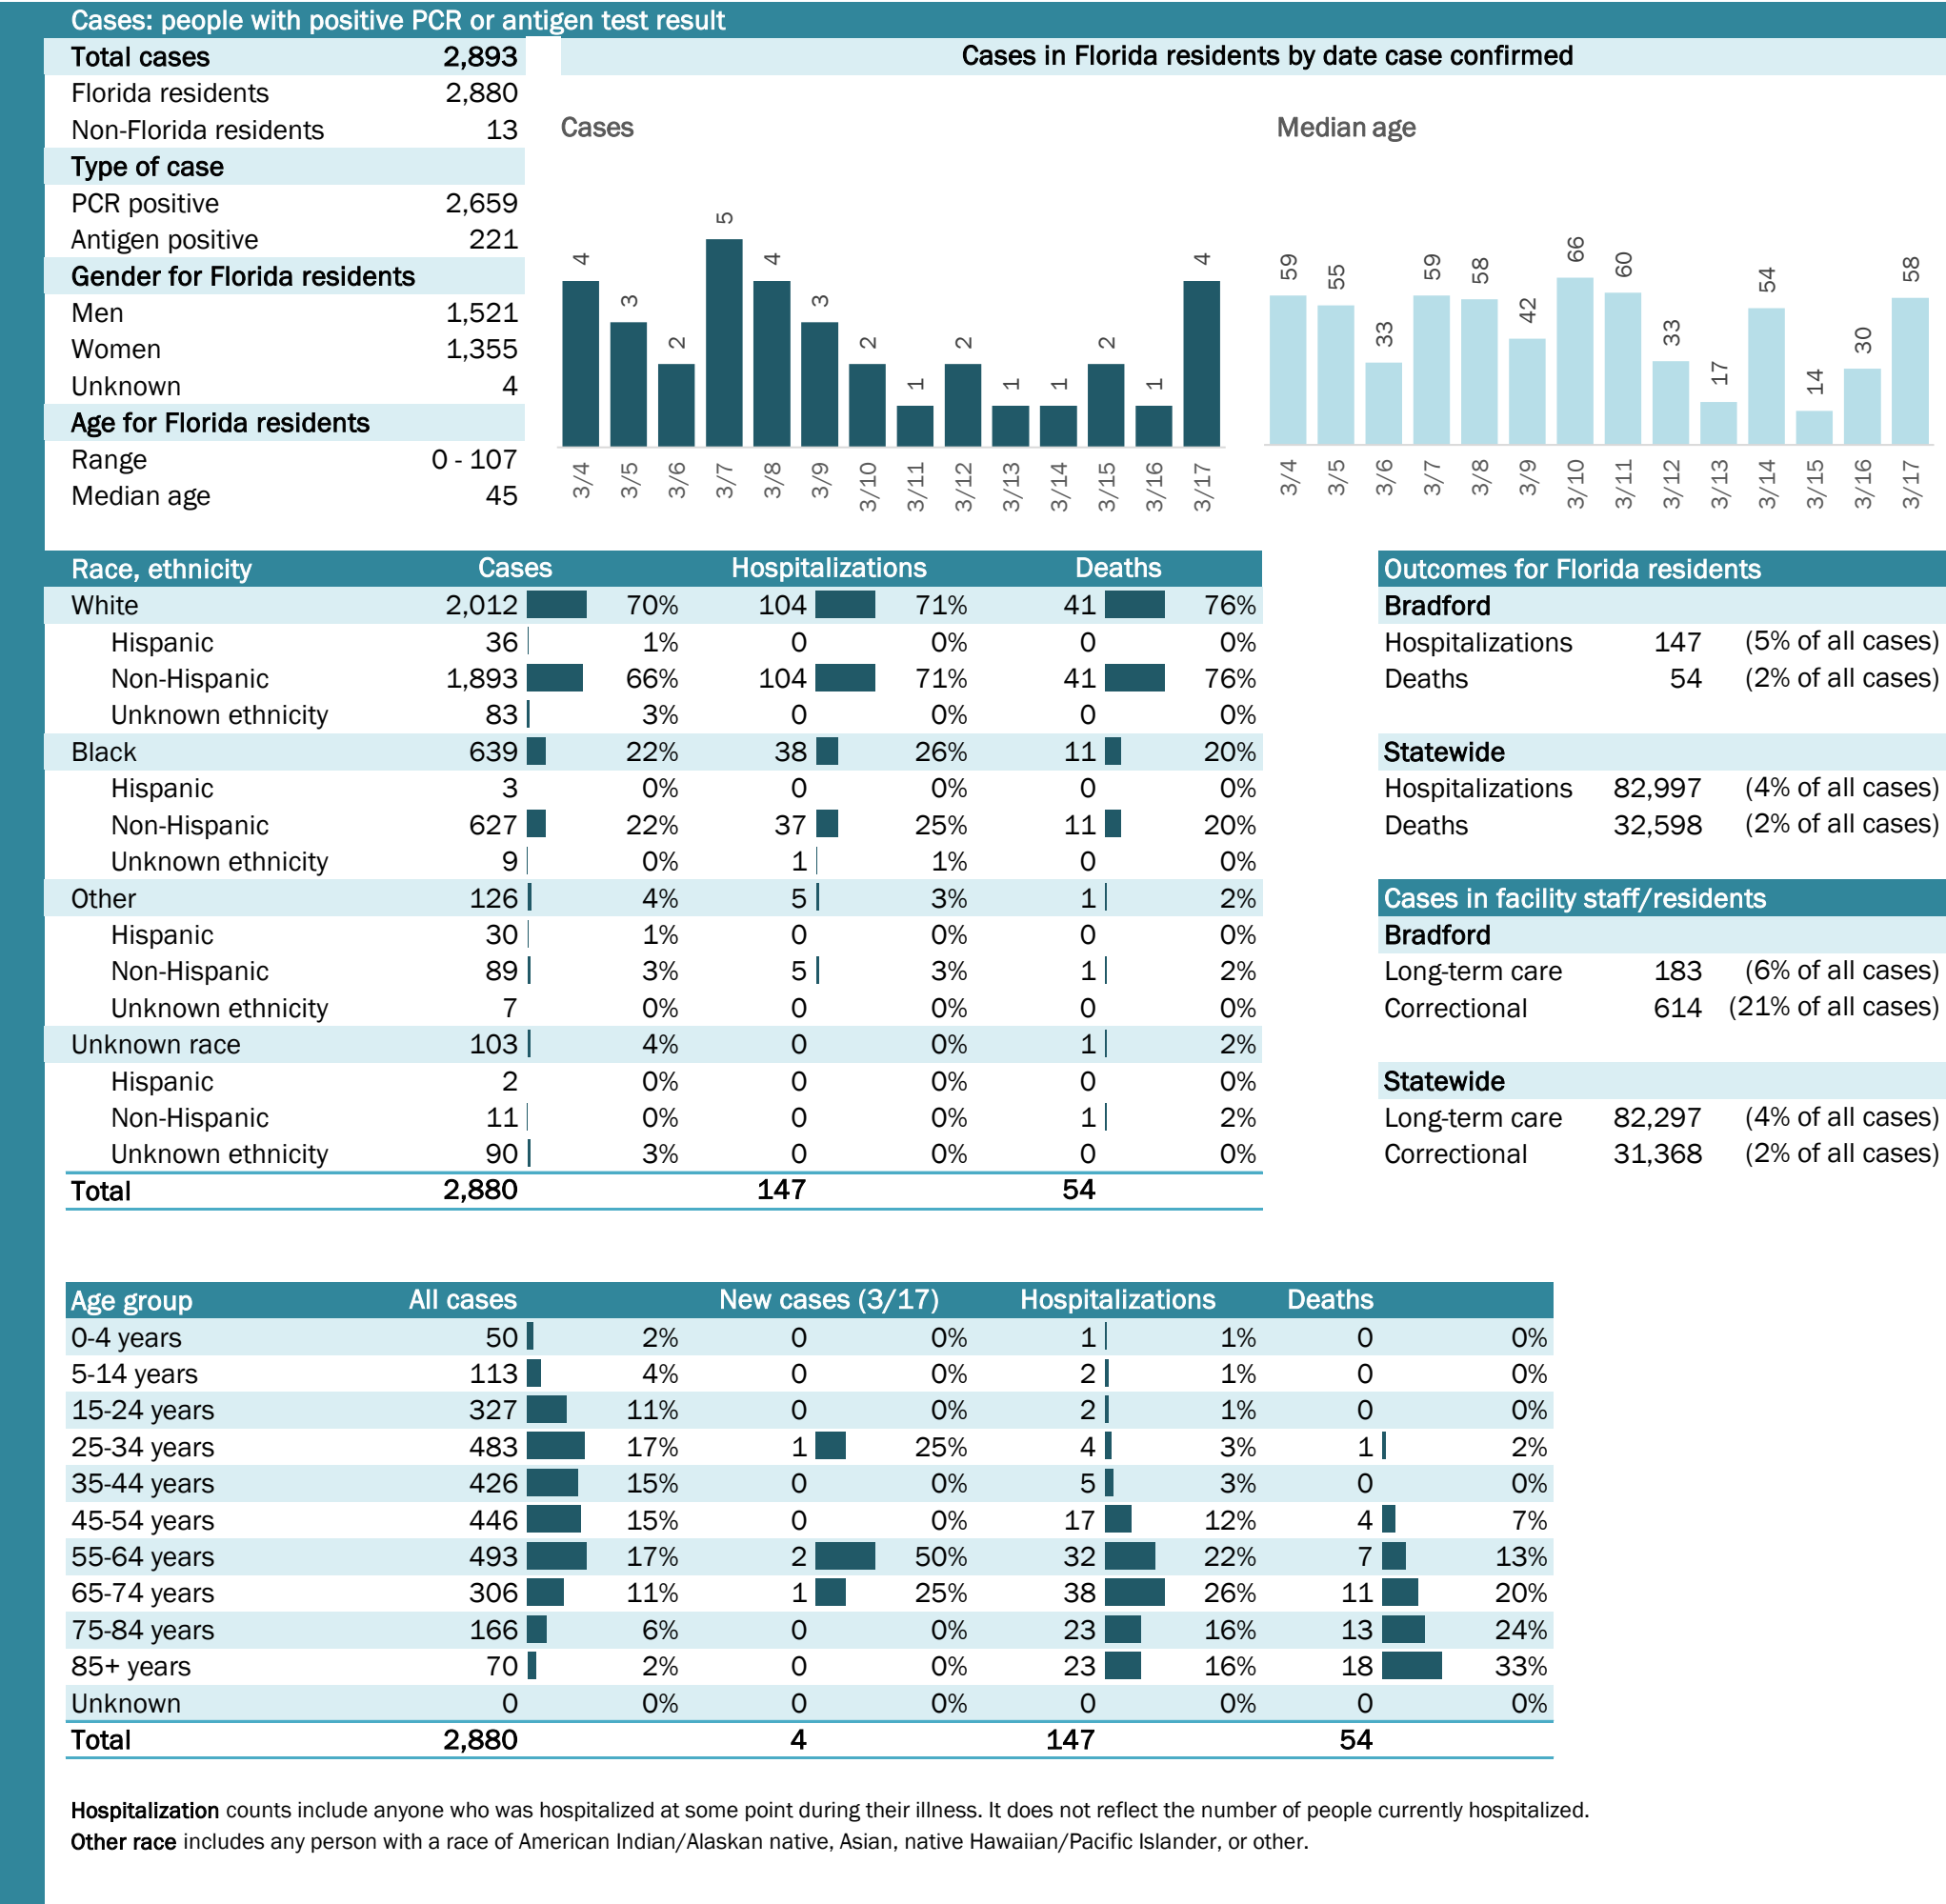 Cases: people with positive PCR or antigen test result
Total cases 2,893
Florida residents 2,880
Non-Florida residents 13
Type of case
PCR positive 2,659
Antigen positive 221
Gender for Florida residents
Men 1,521
Women 1,355
Unknown 4
Age for Florida residents
Range 0 - 107
Median age 45
Cases in Florida residents by date case confirmed
Cases
4 3 2 5 4 3 2 1 2 1 1 2 1 4
3/4 3/5 3/6 3/7 3/8 3/9 3/10 3/11 3/12 3/13 3/14 3/15 3/16 3/17
Median age
59 55 33 59 58 42 66 60 33 17 54 14 30 58
3/4 3/5 3/6 3/7 3/8 3/9 3/10 3/11 3/12 3/13 3/14 3/15 3/16 3/17
Race, ethnicity Cases Hospitalizations Deaths
White 2,012 70% 104 71% 41 76%
Hispanic 36 1% 0 0% 0 0%
Non-Hispanic 1,893 66% 104 71% 41 76%
Unknown ethnicity 83 3% 0 0% 0 0%
Black 639 22% 38 26% 11 20%
Hispanic 3 0% 0 0% 0 0%
Non-Hispanic 627 22% 37 25% 11 20%
Unknown ethnicity 9 0% 1 1% 0 0%
Other 126 4% 5 3% 1 2%
Hispanic 30 1% 0 0% 0 0%
Non-Hispanic 89 3% 5 3% 1 2%
Unknown ethnicity 7 0% 0 0% 0 0%
Unknown race 103 4% 0 0% 1 2%
Hispanic 2 0% 0 0% 0 0%
Non-Hispanic 11 0% 0 0% 1 2%
Unknown ethnicity 90 3% 0 0% 0 0%
Total 2,880 147 54
Outcomes for Florida residents
Bradford
Hospitalizations 147 (5% of all cases)
Deaths 54 (2% of all cases)
Statewide
Hospitalizations 82,997 (4% of all cases)
Deaths 32,598 (2% of all cases)
Cases in facility staff/residents
Bradford
Long-term care 183 (6% of all cases)
Correctional 614 (21% of all cases)
Statewide
Long-term care 82,297 (4% of all cases)
Correctional 31,368 (2% of all cases)
Age group All cases New cases (3/17) Hospitalizations Deaths
0-4 years 50 2% 0 0% 1 1% 0 0%
5-14 years 113 4% 0 0% 2 1% 0 0%
15-24 years 327 11% 0 0% 2 1% 0 0%
25-34 years 483 17% 1 25% 4 3% 1 2%
35-44 years 426 15% 0 0% 5 3% 0 0%
45-54 years 446 15% 0 0% 17 12% 4 7%
55-64 years 493 17% 2 50% 32 22% 7 13%
65-74 years 306 11% 1 25% 38 26% 11 20%
75-84 years 166 6% 0 0% 23 16% 13 24%
85+ years 70 2% 0 0% 23 16% 18 33%
Unknown 0 0% 0 0% 0 0% 0 0%
Total 2,880 4 147 54
Hospitalization counts include anyone who was hospitalized at some point during their illness. It does not reflect the number of people currently hospitalized.
Other race includes any person with a race of American Indian/Alaskan native, Asian, native Hawaiian/Pacific Islander, or other.